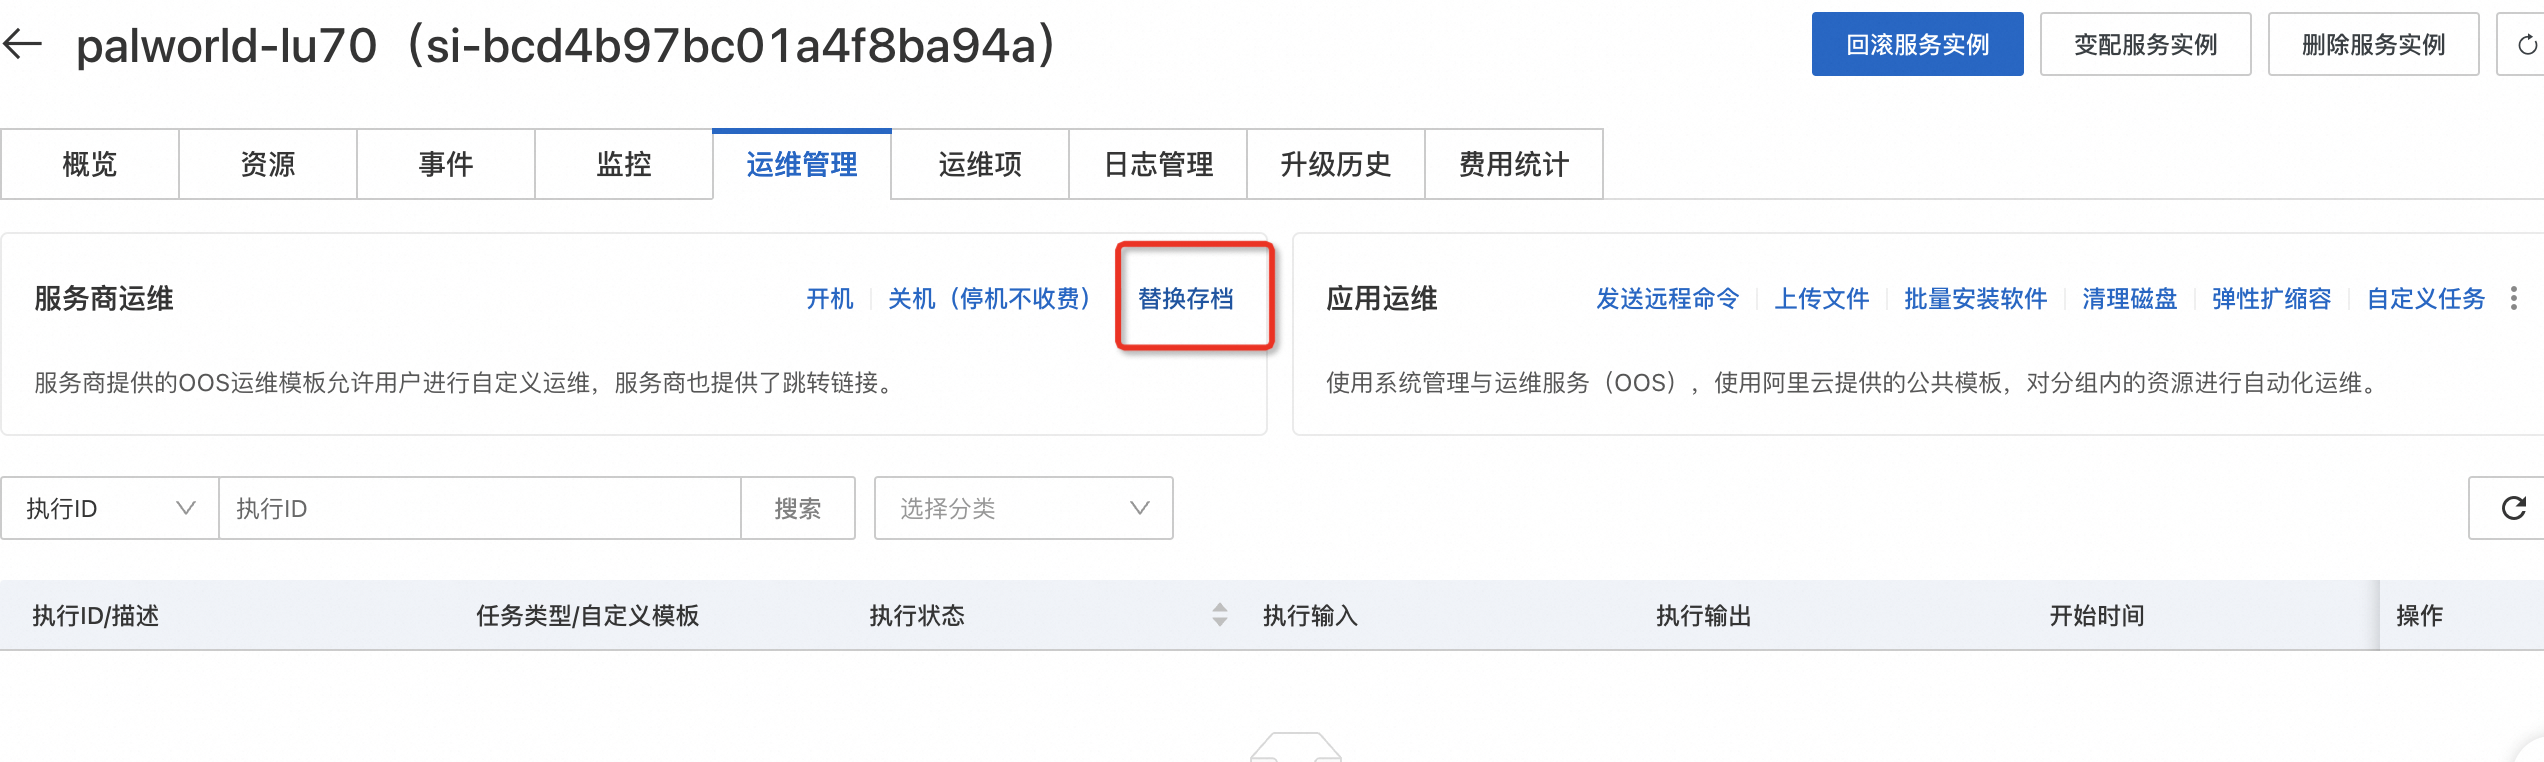 palworld-lu70（si-bcd4b97bc01a4f8ba94a）
回滚服务实例
变配服务实例
删除服务实例
概览
资源
事件
监控
运维管理
运维项
日志管理
升级历史
费用统计
服务商运维
开机
关机（停机不收费）
替换存档
服务商提供的OOS运维模板允许用户进行自定义运维，服务商也提供了跳转链接。
应用运维
发送远程命令
上传文件
批量安装软件
清理磁盘
弹性扩缩容
自定义任务
使用系统管理与运维服务（OOS），使用阿里云提供的公共模板，对分组内的资源进行自动化运维。
执行ID
执行ID
搜索
选择分类
执行ID/描述
任务类型/自定义模板
执行状态
执行输入
执行输出
开始时间
操作